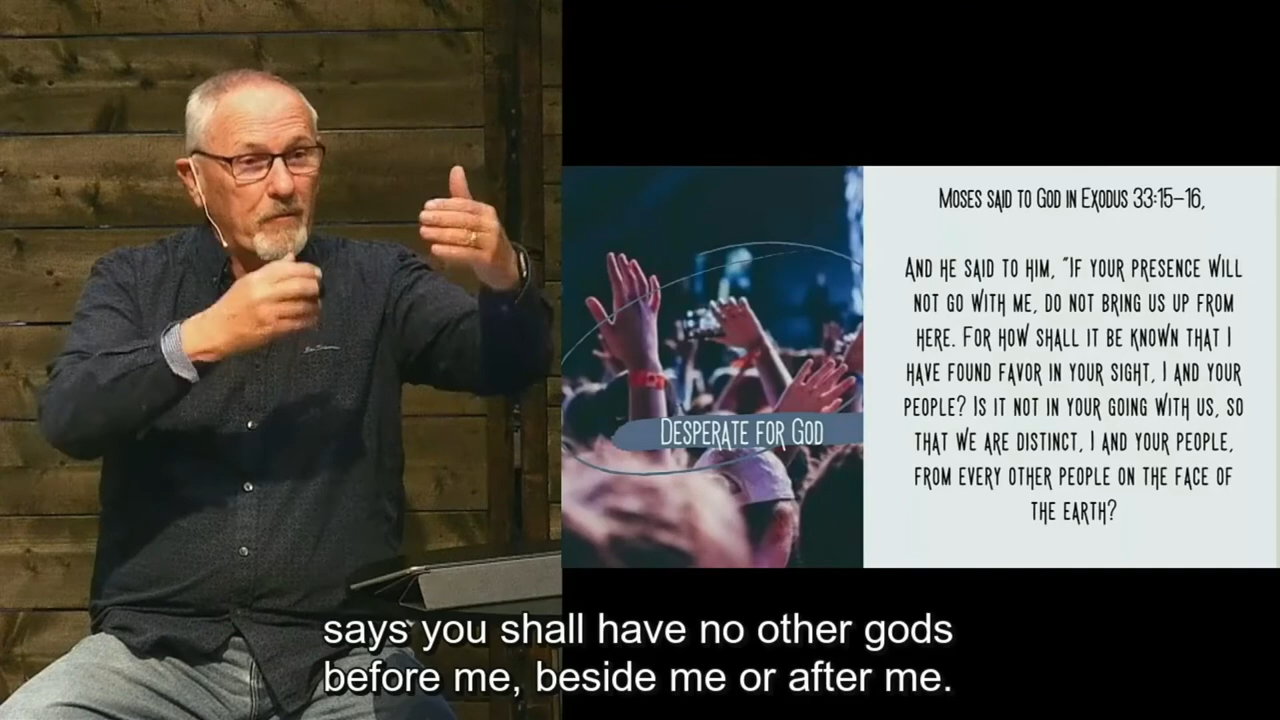 Moses said to God in Exodus 33:15–16,
And he said to him, "If your presence will
not go with me, do not bring us up from
here. For how shall it be known that I
have found favor in your sight, I and your
people? Is it not in your going with us, so
that we are distinct, I and your people,
from every other people on the face of
the earth?
Desperate for God
says you shall have no other gods
before me, beside me or after me.